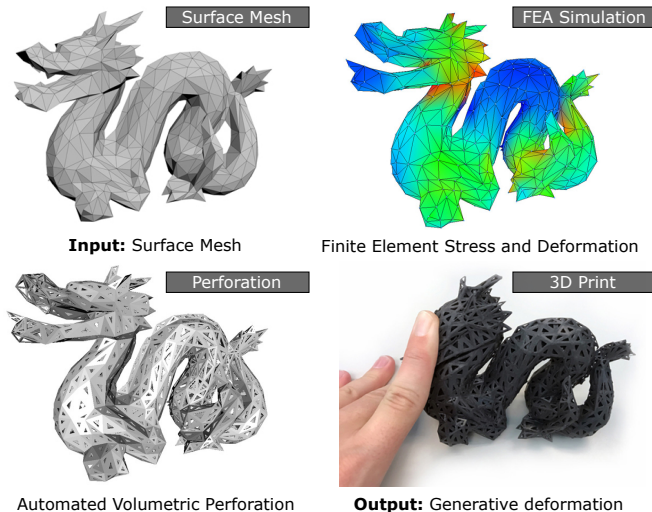 Surface Mesh
FEA Simulation
Input: Surface Mesh
Finite Element Stress and Deformation
Perforation
3D Print
Automated Volumetric Perforation
Output: Generative deformation